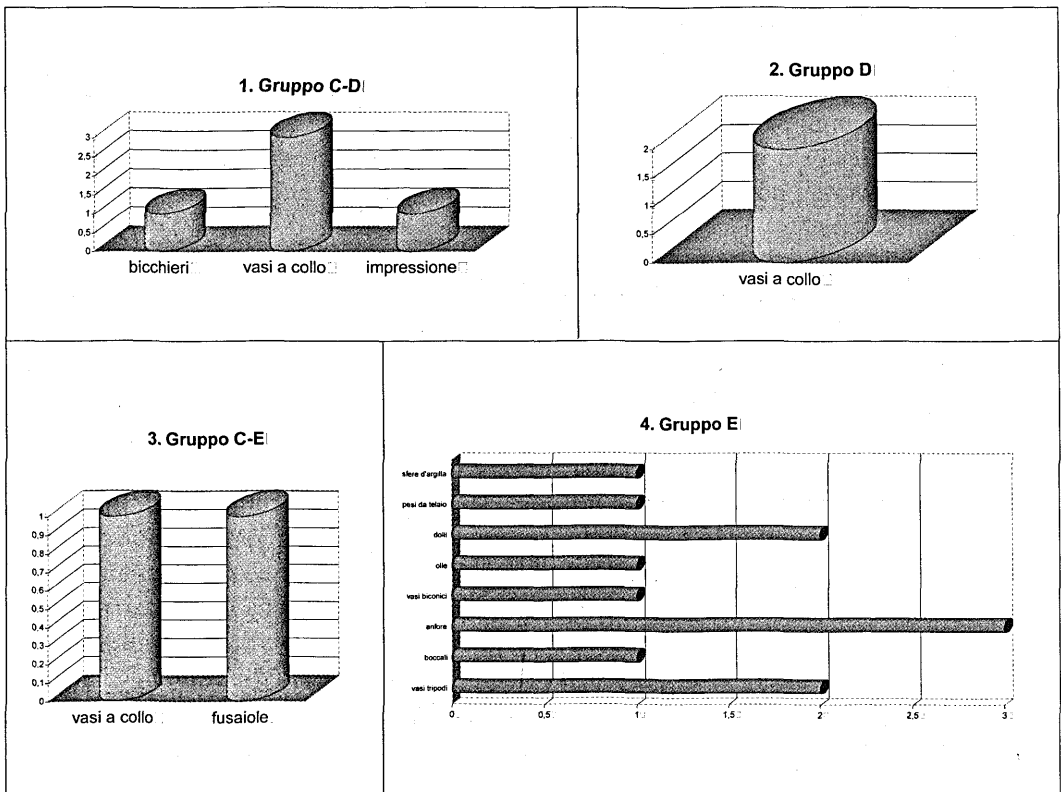 1. Gruppo C-D
3
2,5
2
1,5
1
0,5
0
bicchieri
vasi a collo
impressione
2. Gruppo D
2
1,5
1
0,5
0
vasi a collo
3. Gruppo C-E
1
0,9
0,8
0,7
0,6
0,5
0,4
0,3
0,2
0,1
0
vasi a collo
fusaiole
4. Gruppo E
sfere d'argilla
pesi da telaio
dolii
olle
vasi biconici
anfore
boccali
vasi tripodi
0
0,5
1
1,5
2
2,5
3